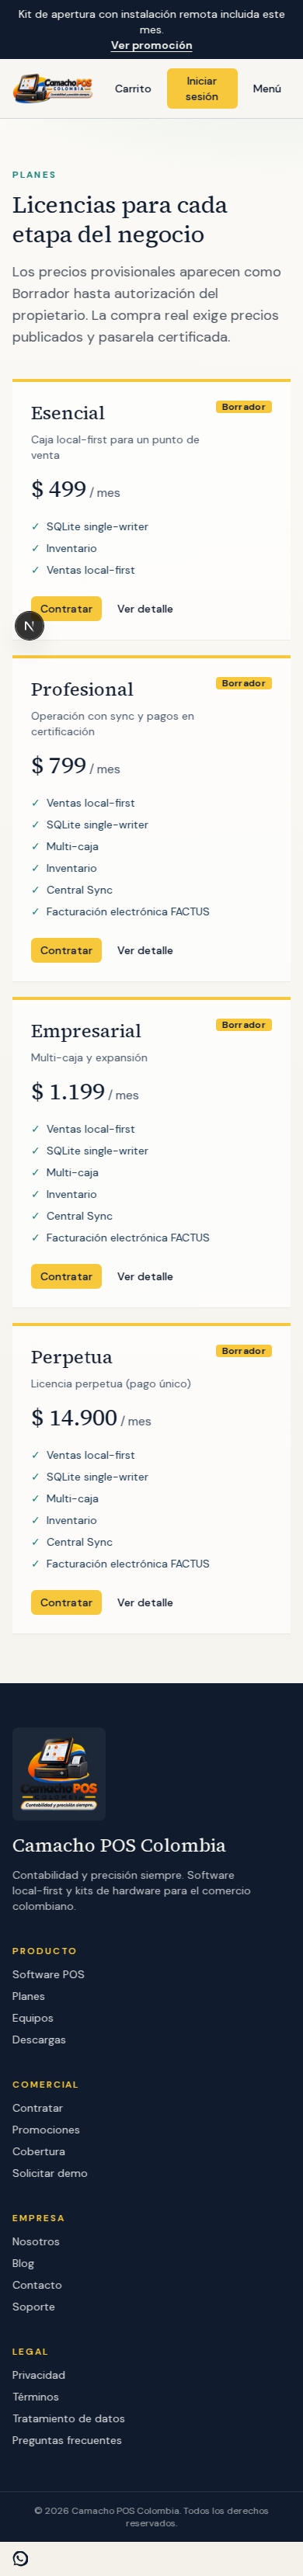 Kit de apertura con instalación remota incluida este
mes.
Ver promoción
CamachoPOS
COLOMBIA
Carrito
Iniciar
sesión
Menú
PLANES
Licencias para cada
etapa del negocio
Los precios provisionales aparecen como
Borrador hasta autorización del
propietario. La compra real exige precios
publicados y pasarela certificada.
Esencial
Borrador
Caja local-first para un punto de
venta
$ 499 / mes
✓ SQLite single-writer
✓ Inventario
✓ Ventas local-first
Contratar
Ver detalle
N
Profesional
Borrador
Operación con sync y pagos en
certificación
$ 799 / mes
✓ Ventas local-first
✓ SQLite single-writer
✓ Multi-caja
✓ Inventario
✓ Central Sync
✓ Facturación electrónica FACTUS
Contratar
Ver detalle
Empresarial
Borrador
Multi-caja y expansión
$ 1.199 / mes
✓ Ventas local-first
✓ SQLite single-writer
✓ Multi-caja
✓ Inventario
✓ Central Sync
✓ Facturación electrónica FACTUS
Contratar
Ver detalle
Perpetua
Borrador
Licencia perpetua (pago único)
$ 14.900 / mes
✓ Ventas local-first
✓ SQLite single-writer
✓ Multi-caja
✓ Inventario
✓ Central Sync
✓ Facturación electrónica FACTUS
Contratar
Ver detalle
CamachoPOS
COLOMBIA
Contabilidad y precisión, siempre.
Camacho POS Colombia
Contabilidad y precisión siempre. Software
local-first y kits de hardware para el comercio
colombiano.
PRODUCTO
Software POS
Planes
Equipos
Descargas
COMERCIAL
Contratar
Promociones
Cobertura
Solicitar demo
EMPRESA
Nosotros
Blog
Contacto
Soporte
LEGAL
Privacidad
Términos
Tratamiento de datos
Preguntas frecuentes
© 2026 Camacho POS Colombia. Todos los derechos
reservados.